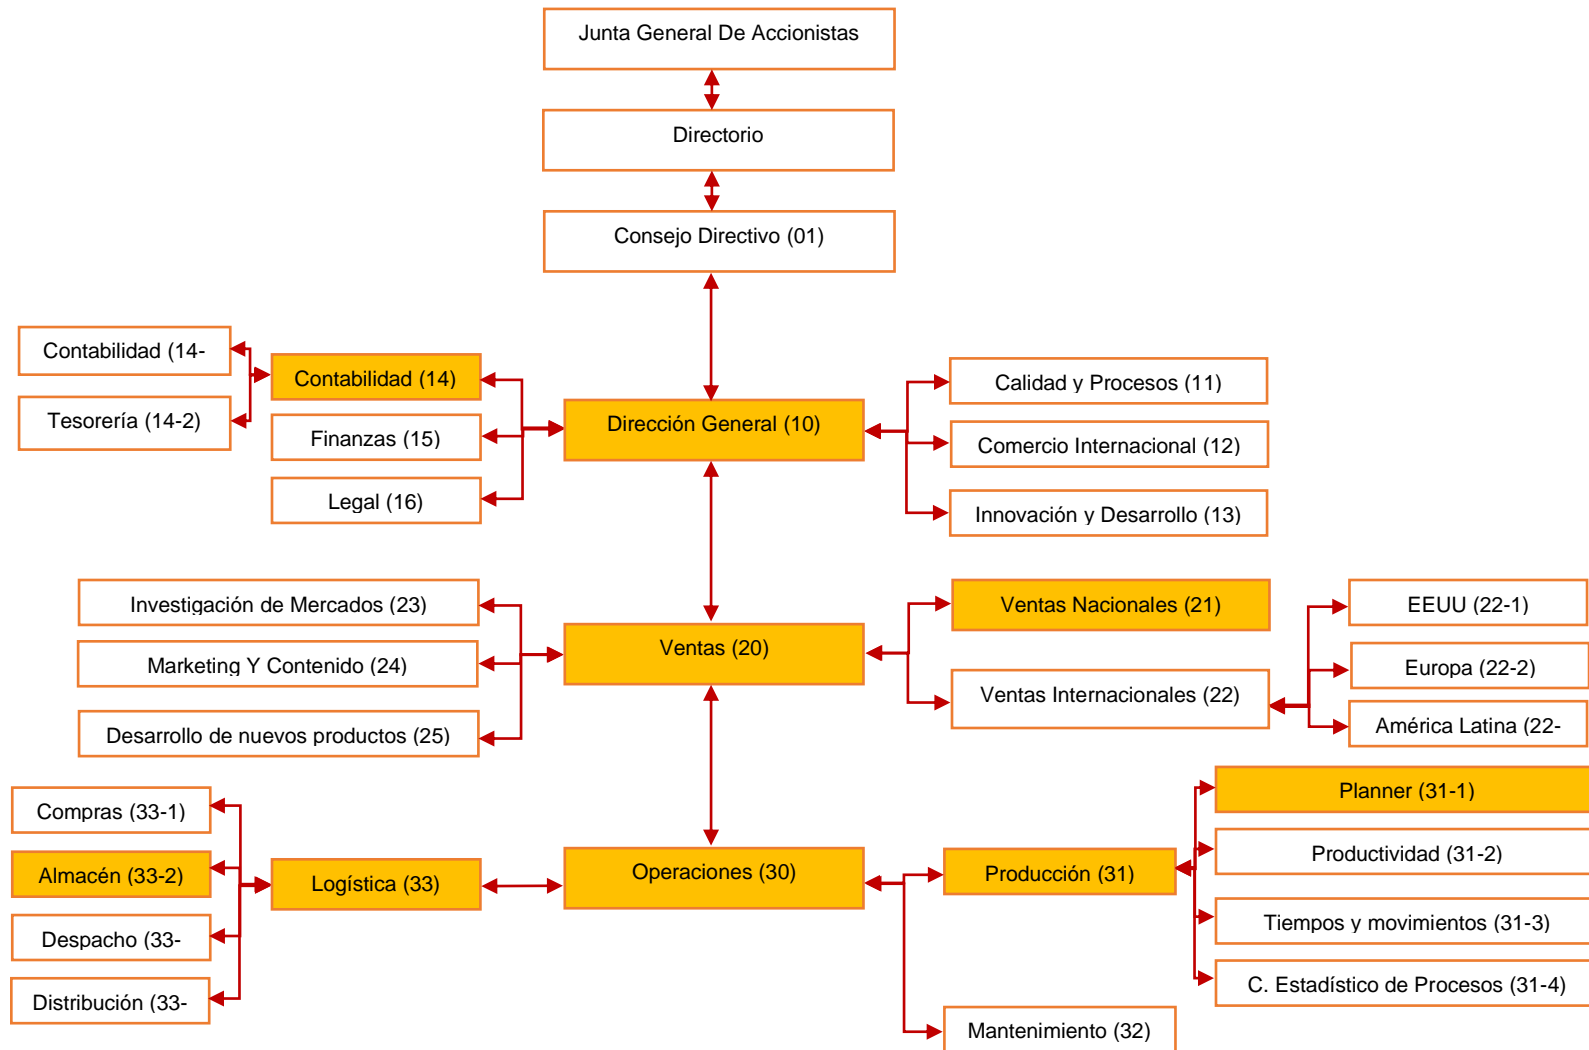 Junta General De Accionistas
Directorio
Consejo Directivo (01)
Contabilidad (14-
Tesorería (14-2)
Contabilidad (14)
Finanzas (15)
Legal (16)
Dirección General (10)
Calidad y Procesos (11)
Comercio Internacional (12)
Innovación y Desarrollo (13)
Investigación de Mercados (23)
Marketing Y Contenido (24)
Desarrollo de nuevos productos (25)
Ventas (20)
Ventas Nacionales (21)
Ventas Internacionales (22)
EEUU (22-1)
Europa (22-2)
América Latina (22-
Compras (33-1)
Almacén (33-2)
Despacho (33-
Distribución (33-
Logística (33)
Operaciones (30)
Producción (31)
Mantenimiento (32)
Planner (31-1)
Productividad (31-2)
Tiempos y movimientos (31-3)
C. Estadístico de Procesos (31-4)